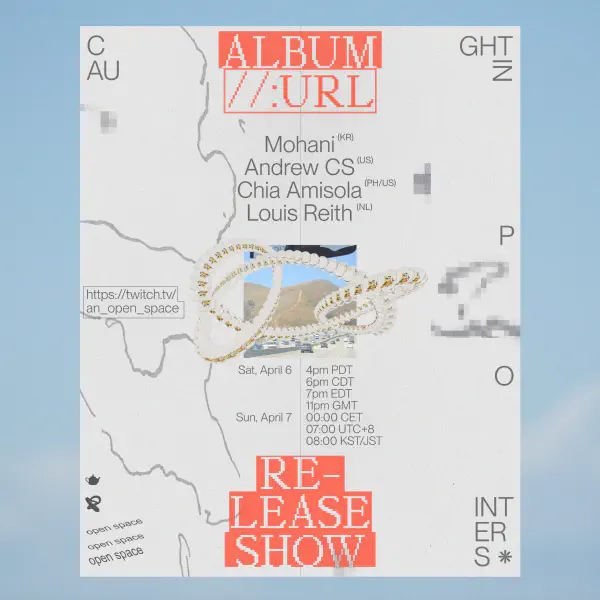 C
AU
GHT
IN
ALBUM
//:URL
Mohani (KR)
Andrew CS (US)
Chia Amisola (PH/US)
Louis Reith (NL)
P
https://twitch.tv/
an_open_space
O
Sat, April 6
4pm PDT
6pm CDT
7pm EDT
11pm GMT
Sun, April 7
00:00 CET
07:00 UTC+8
08:00 KST/JST
RE-
LEASE
SHOW
open space
open space
open space
INT
ER
S*